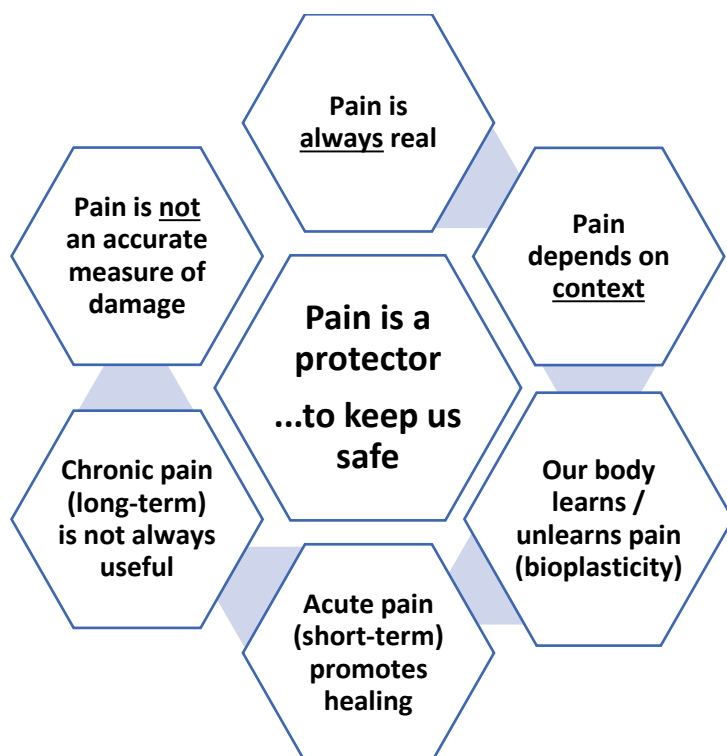 Pain is
always real
Pain
depends on
context
Our body
learns /
unlearns pain
(bioplasticity)
Acute pain
(short-term)
promotes
healing
Chronic pain
(long-term)
is not always
useful
Pain is not
an accurate
measure of
damage
Pain is a
protector
...to keep us
safe